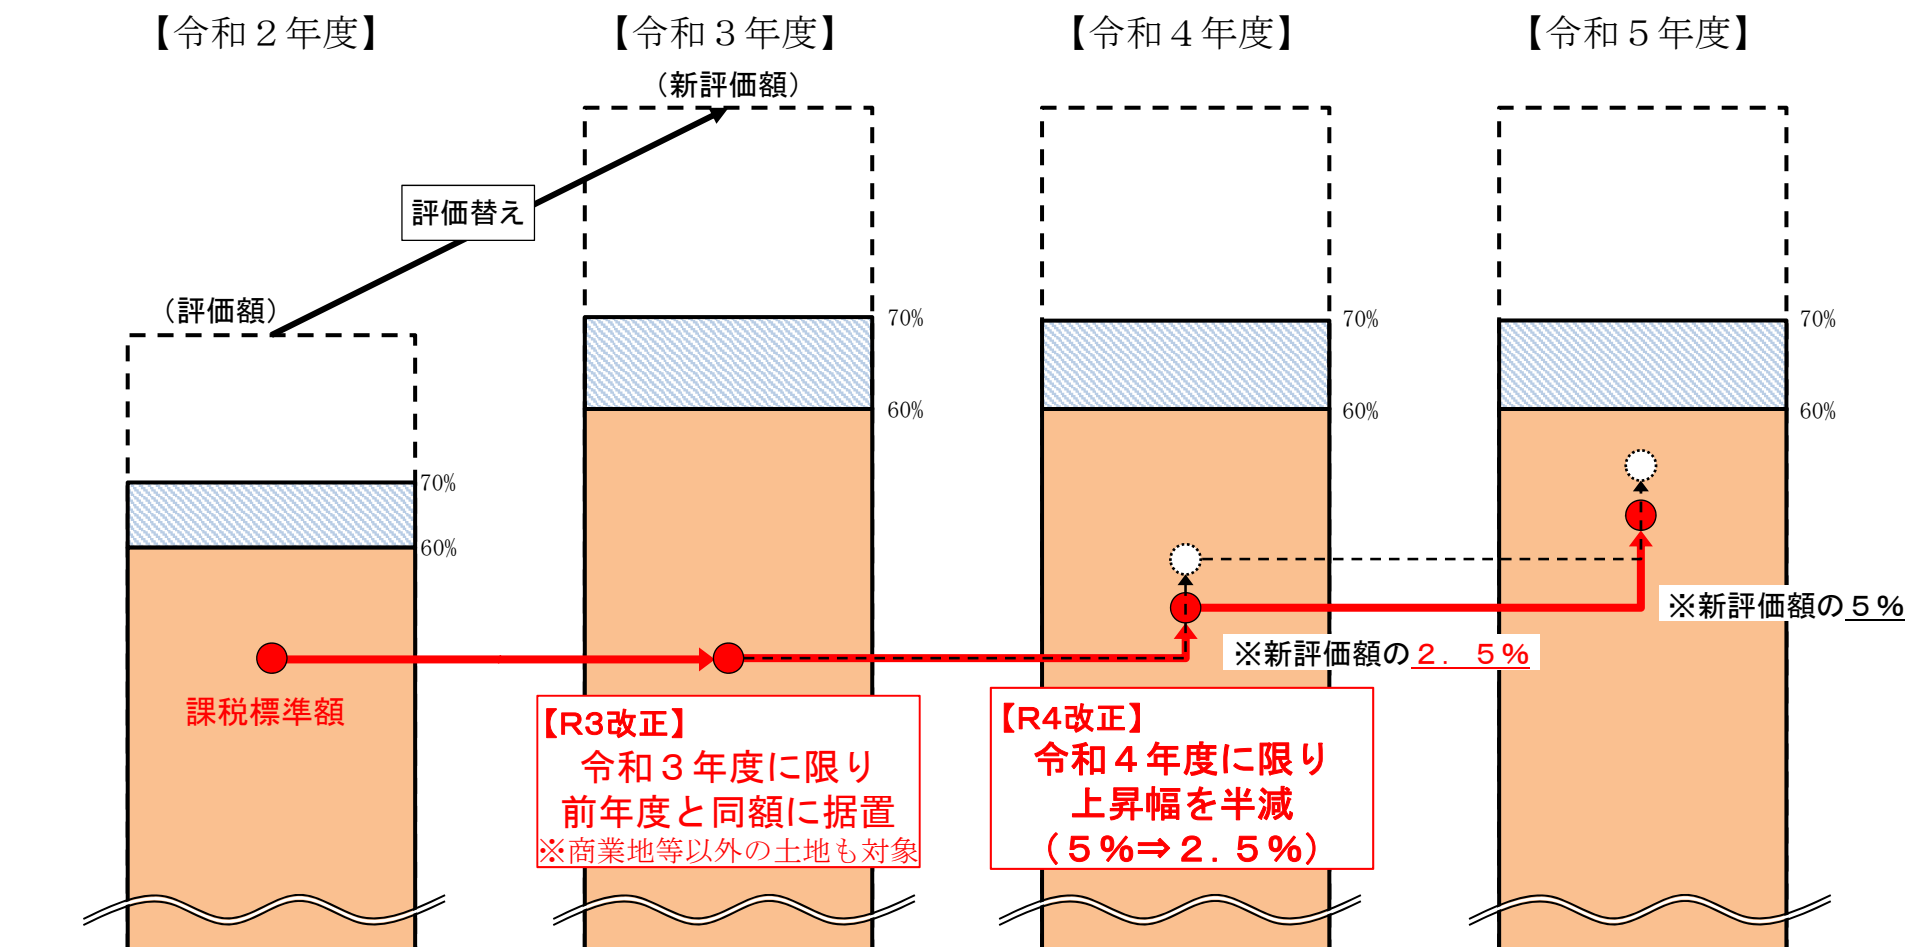 【令和２年度】
【令和３年度】
【令和４年度】
【令和５年度】
（新評価額）
評価替え
（評価額）
70%
60%
70%
60%
70%
60%
70%
60%
課税標準額
※新評価額の２．５%
※新評価額の５%
【R3改正】
令和３年度に限り
前年度と同額に据置
※商業地等以外の土地も対象
【R4改正】
令和４年度に限り
上昇幅を半減
（５%⇒２．５%）